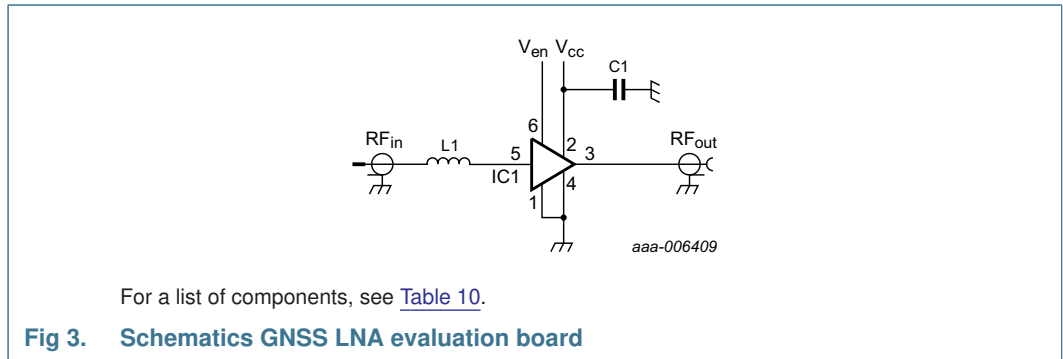 Ven Vcc
C1
6
RFin L1 5 2 3 RFout
IC1
4
1
aaa-006409
For a list of components, see Table 10.
Fig 3. Schematics GNSS LNA evaluation board